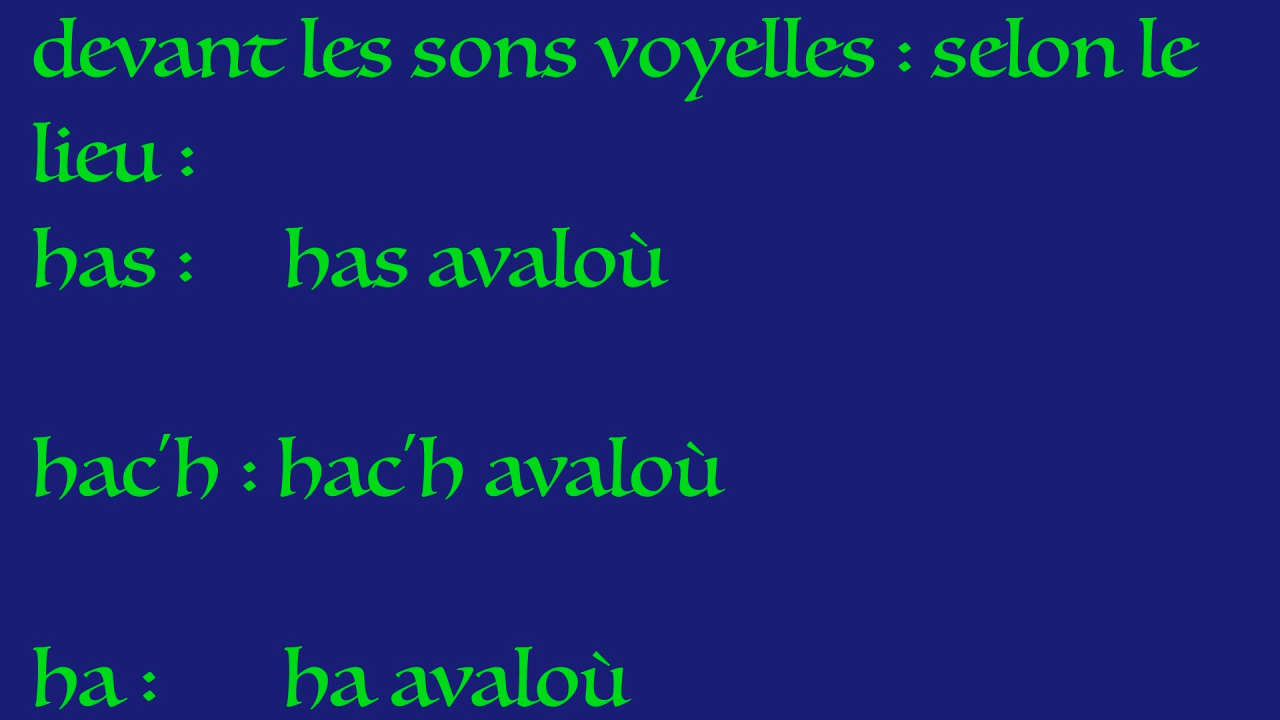 devant les sons voyelles : selon le
lieu :
has : has avaloù
hac'h : hac'h avaloù
ha : ha avaloù